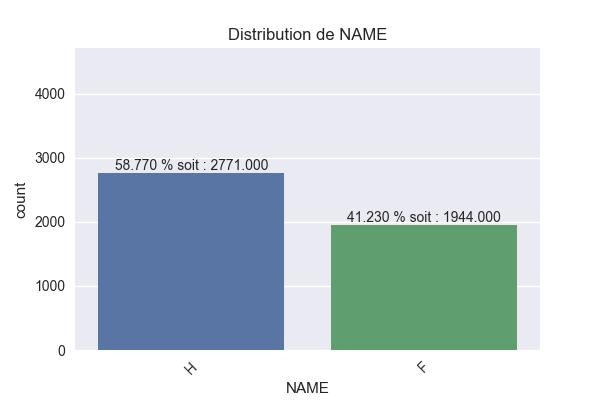 Distribution de NAME
4000
3000
2000
1000
0
count
58.770 % soit : 2771.000
41.230 % soit : 1944.000
H
F
NAME